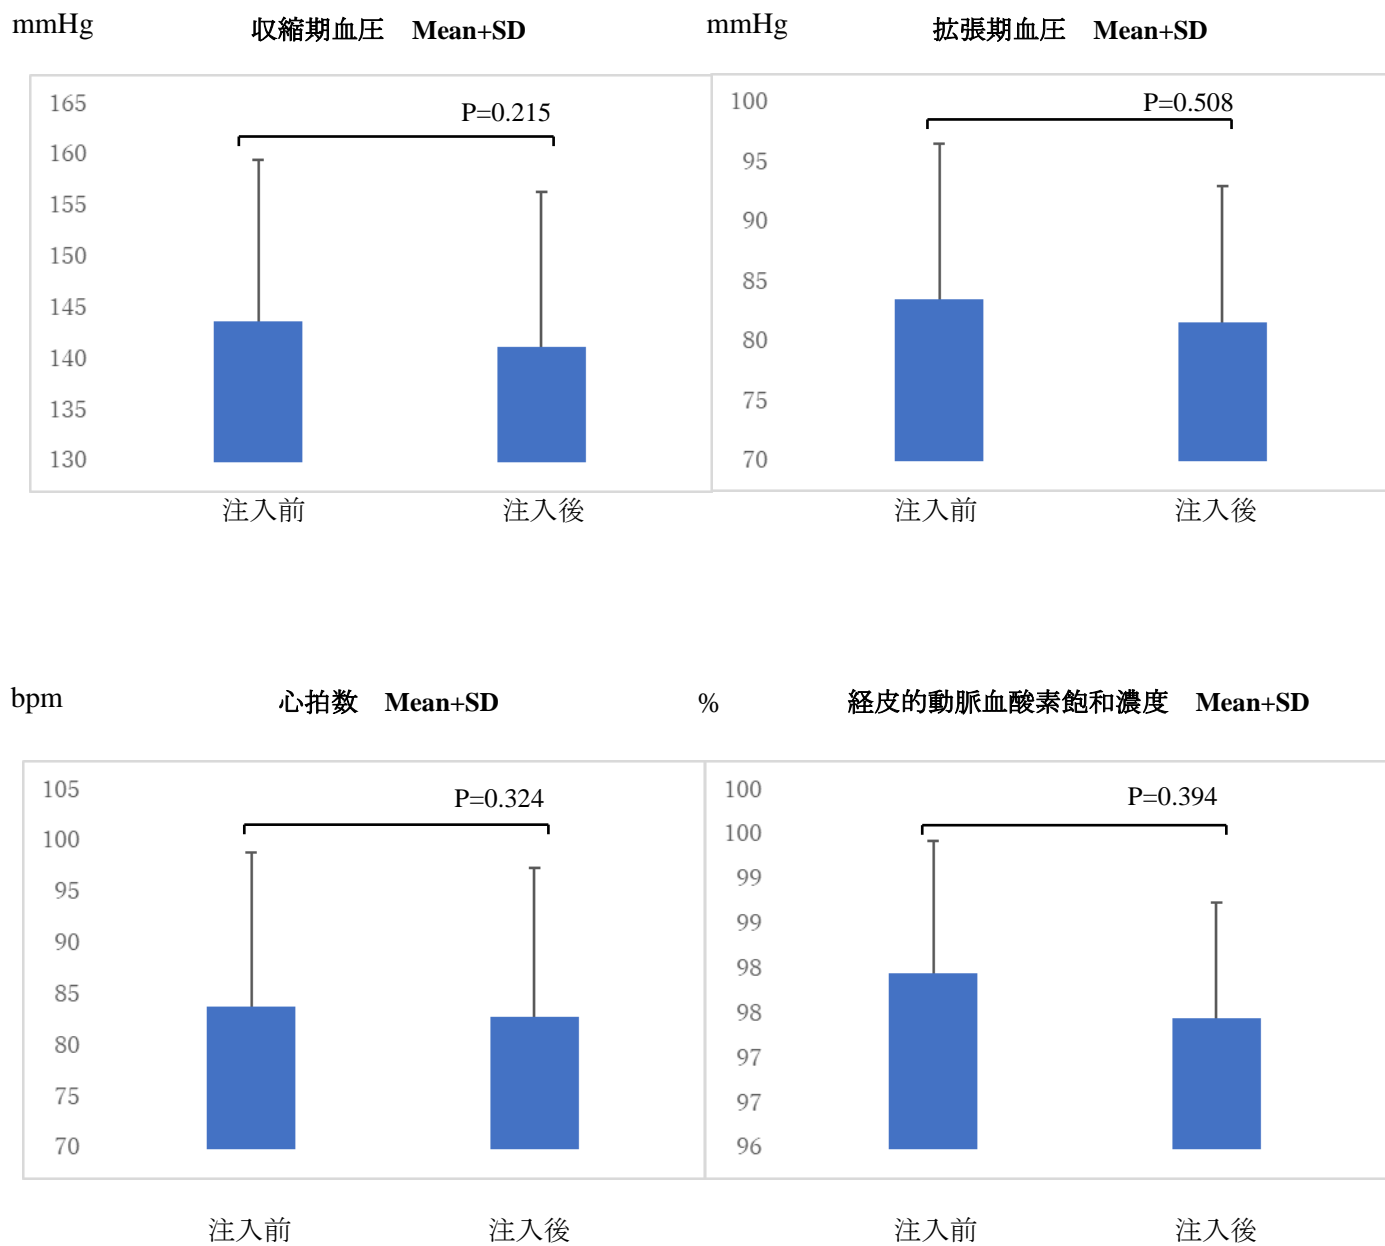 mmHg
収縮期血圧 Mean+SD
165
160
155
150
145
140
135
130
P=0.215
注入前 注入後
mmHg
拡張期血圧 Mean+SD
100
95
90
85
80
75
70
P=0.508
注入前 注入後
bpm
心拍数 Mean+SD
105
100
95
90
85
80
75
70
P=0.324
注入前 注入後
%
経皮的動脈血酸素飽和濃度 Mean+SD
100
100
99
99
98
98
97
97
96
P=0.394
注入前 注入後